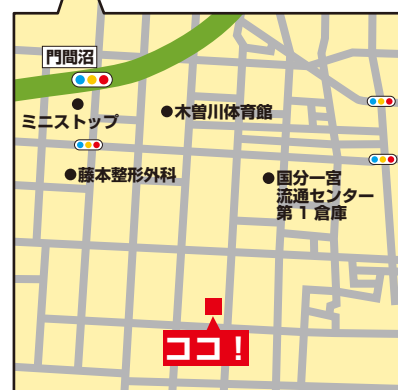 門間沼
ミニストップ
木曽川体育館
藤本整形外科
国分一宮
流通センター
第1倉庫
ココ!